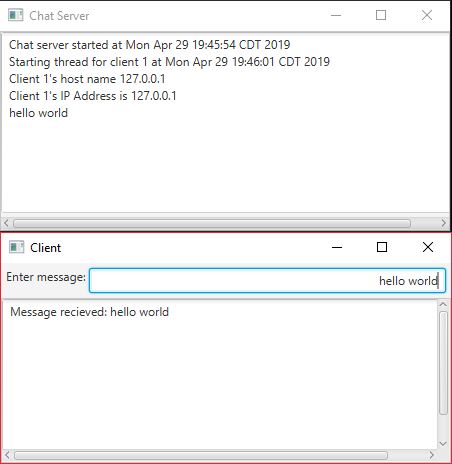 Chat Server
Chat server started at Mon Apr 29 19:45:54 CDT 2019
Starting thread for client 1 at Mon Apr 29 19:46:01 CDT 2019
Client 1's host name 127.0.0.1
Client 1's IP Address is 127.0.0.1
hello world
Client
Enter message: hello world
Message recieved: hello world